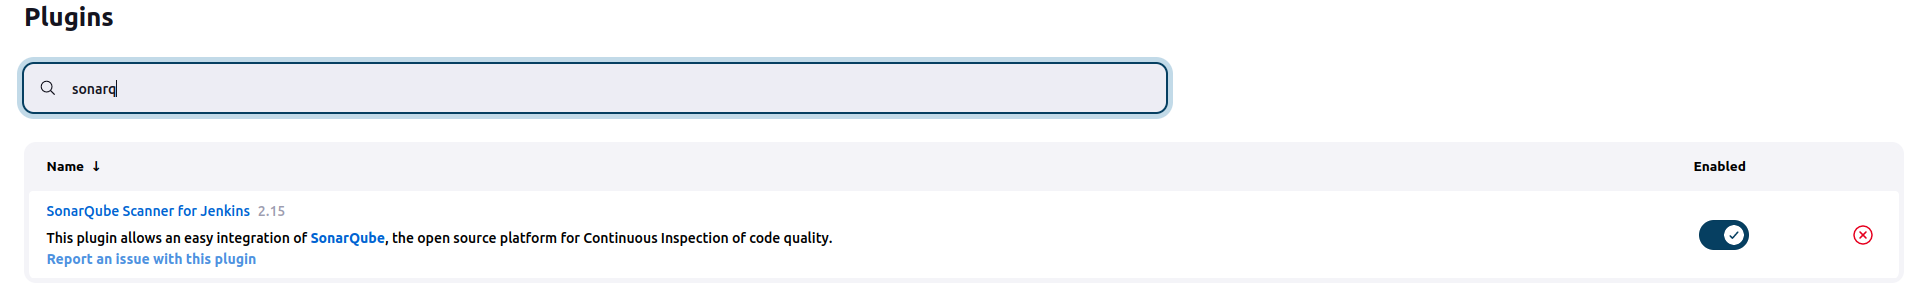 Plugins
sonarq
Name ↓ Enabled
SonarQube Scanner for Jenkins 2.15
This plugin allows an easy integration of SonarQube, the open source platform for Continuous Inspection of code quality.
Report an issue with this plugin